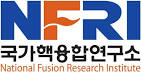 NFRI
국가핵융합연구소
National Fusion Research Institute